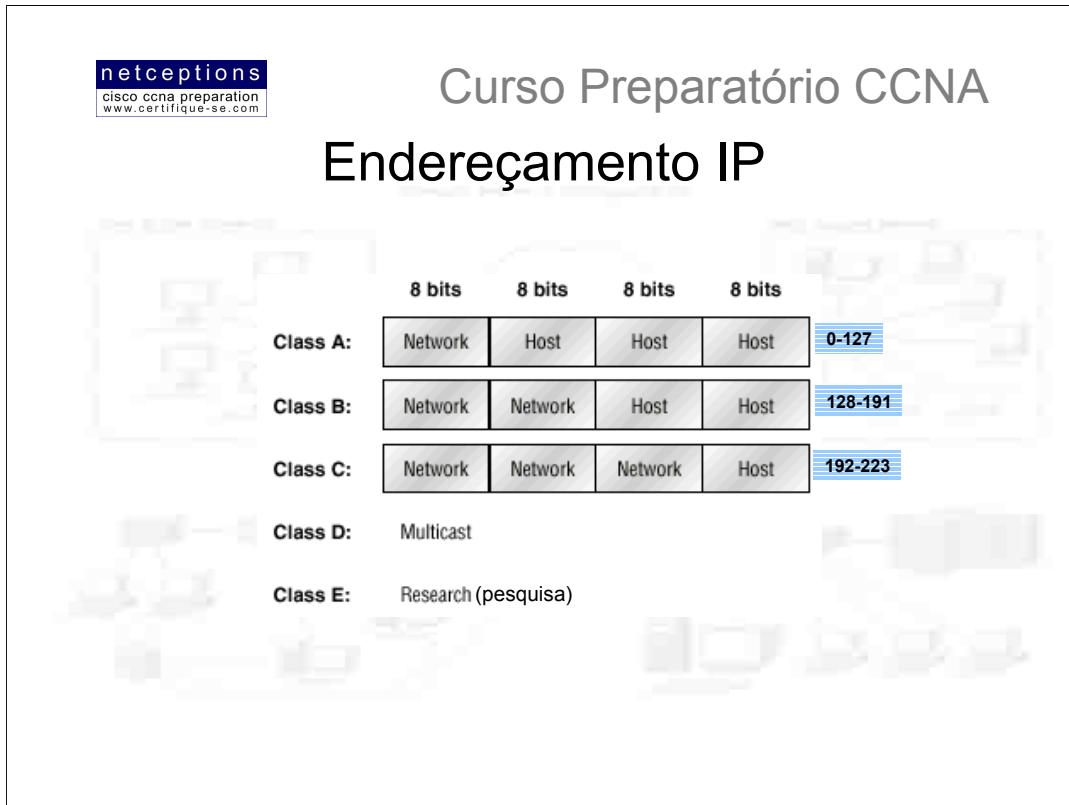 netceptions
cisco ccna preparation
www.certifique-se.com
Curso Preparatório CCNA
Endereçamento IP
8 bits 8 bits 8 bits 8 bits
Class A: Network Host Host Host 0-127
Class B: Network Network Host Host 128-191
Class C: Network Network Network Host 192-223
Class D: Multicast
Class E: Research (pesquisa)